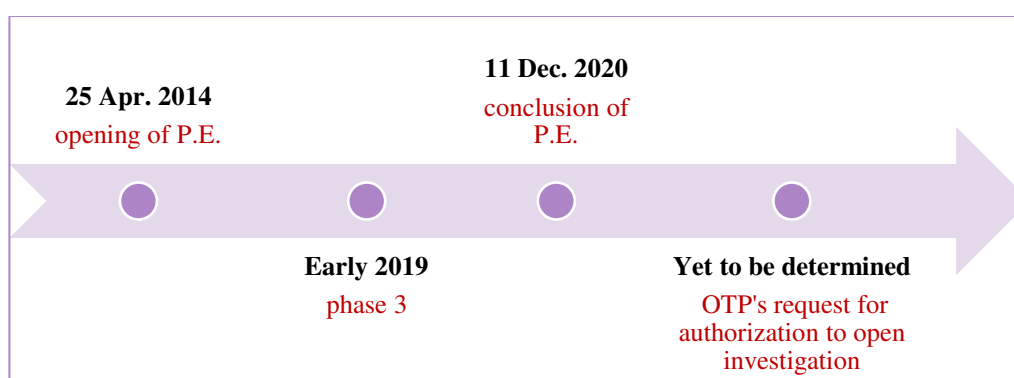 25 Apr. 2014
opening of P.E.
Early 2019
phase 3
11 Dec. 2020
conclusion of
P.E.
Yet to be determined
OTP's request for
authorization to open
investigation